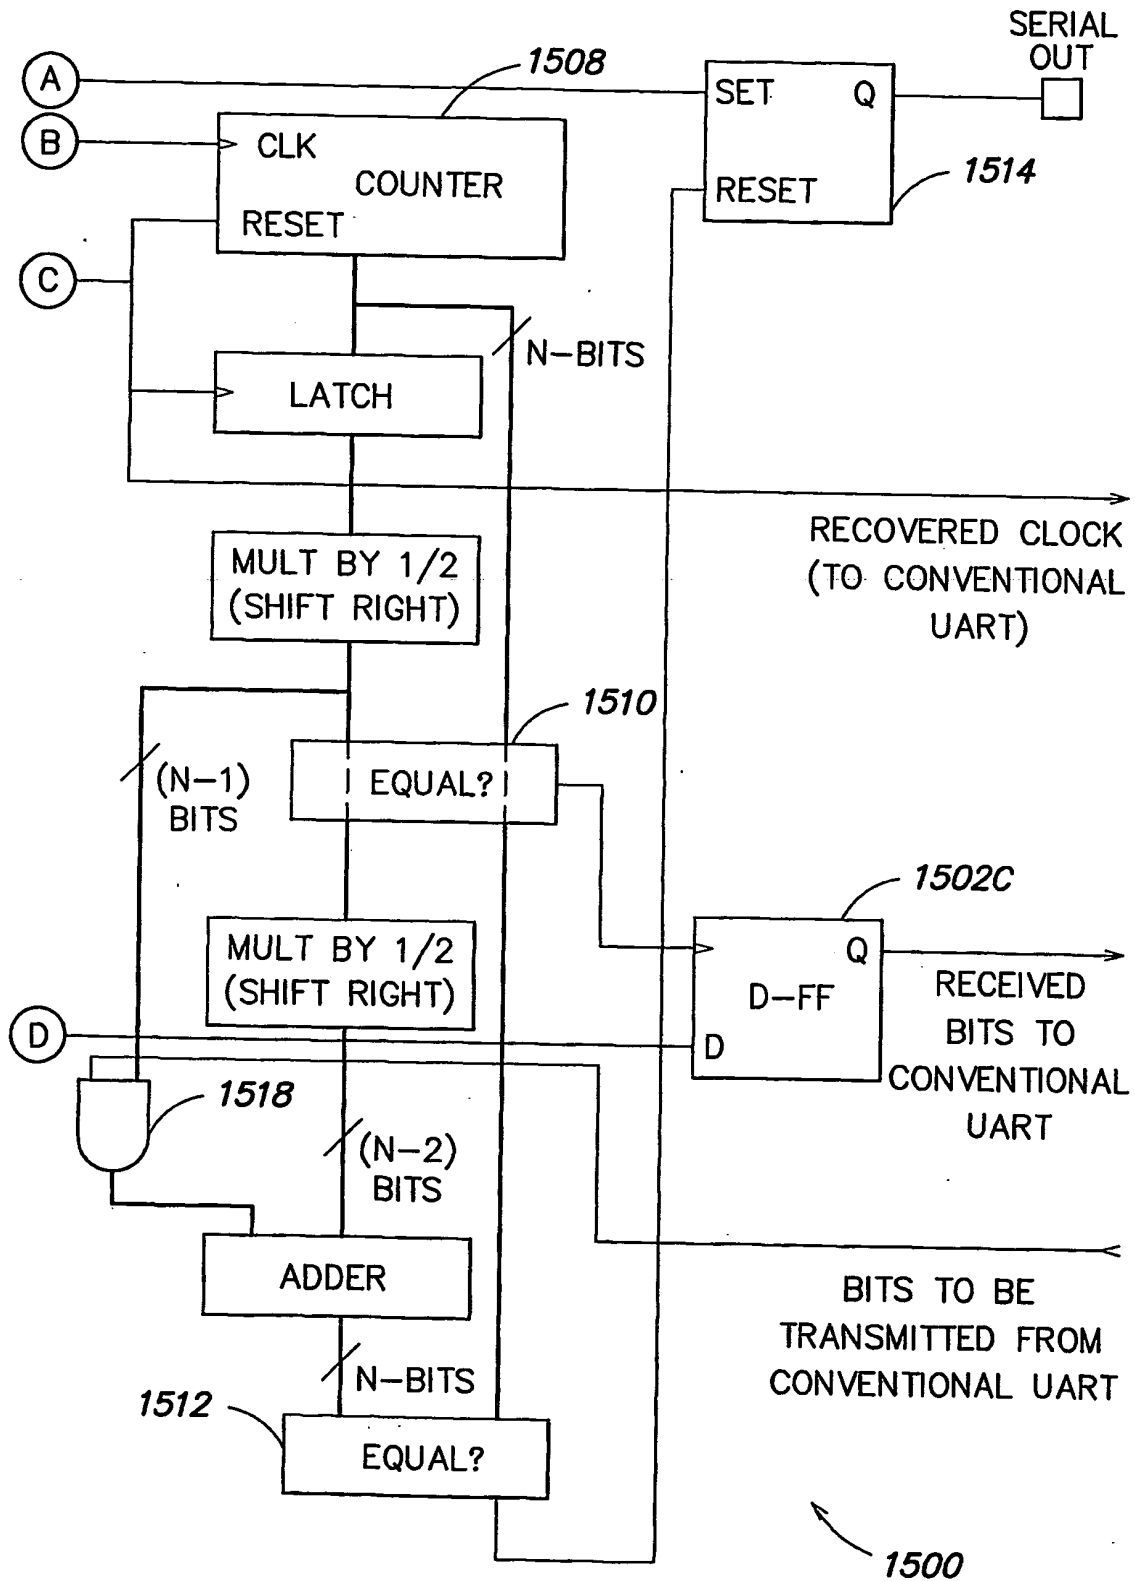 SERIAL
OUT
A
1508
SET
Q
B
CLK
COUNTER
1514
RESET
RESET
C
N-BITS
LATCH
RECOVERED CLOCK
(TO CONVENTIONAL
UART)
MULT BY 1/2
(SHIFT RIGHT)
1510
(N-1)
BITS
EQUAL?
1502C
MULT BY 1/2
(SHIFT RIGHT)
Q
D-FF
D
RECEIVED
BITS TO
CONVENTIONAL
UART
D
1518
(N-2)
BITS
ADDER
BITS TO BE
TRANSMITTED FROM
CONVENTIONAL UART
N-BITS
1512
EQUAL?
1500